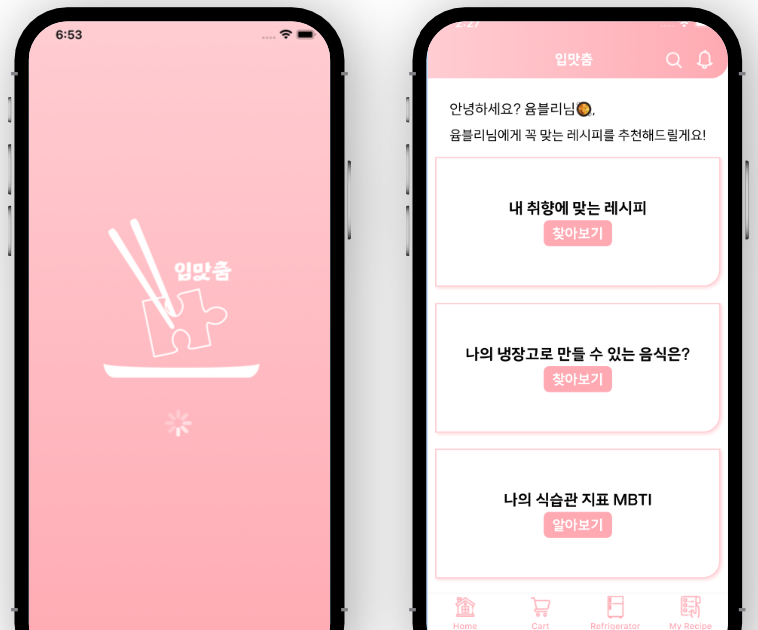 6:53
입맛춤
2:27
입맛춤
안녕하세요? 윰블리님🥘,
윰블리님에게 꼭 맞는 레시피를 추천해드릴게요!
내 취향에 맞는 레시피
찾아보기
나의 냉장고로 만들 수 있는 음식은?
찾아보기
나의 식습관 지표 MBTI
알아보기
Home
Cart
Refrigerator
My Recipe